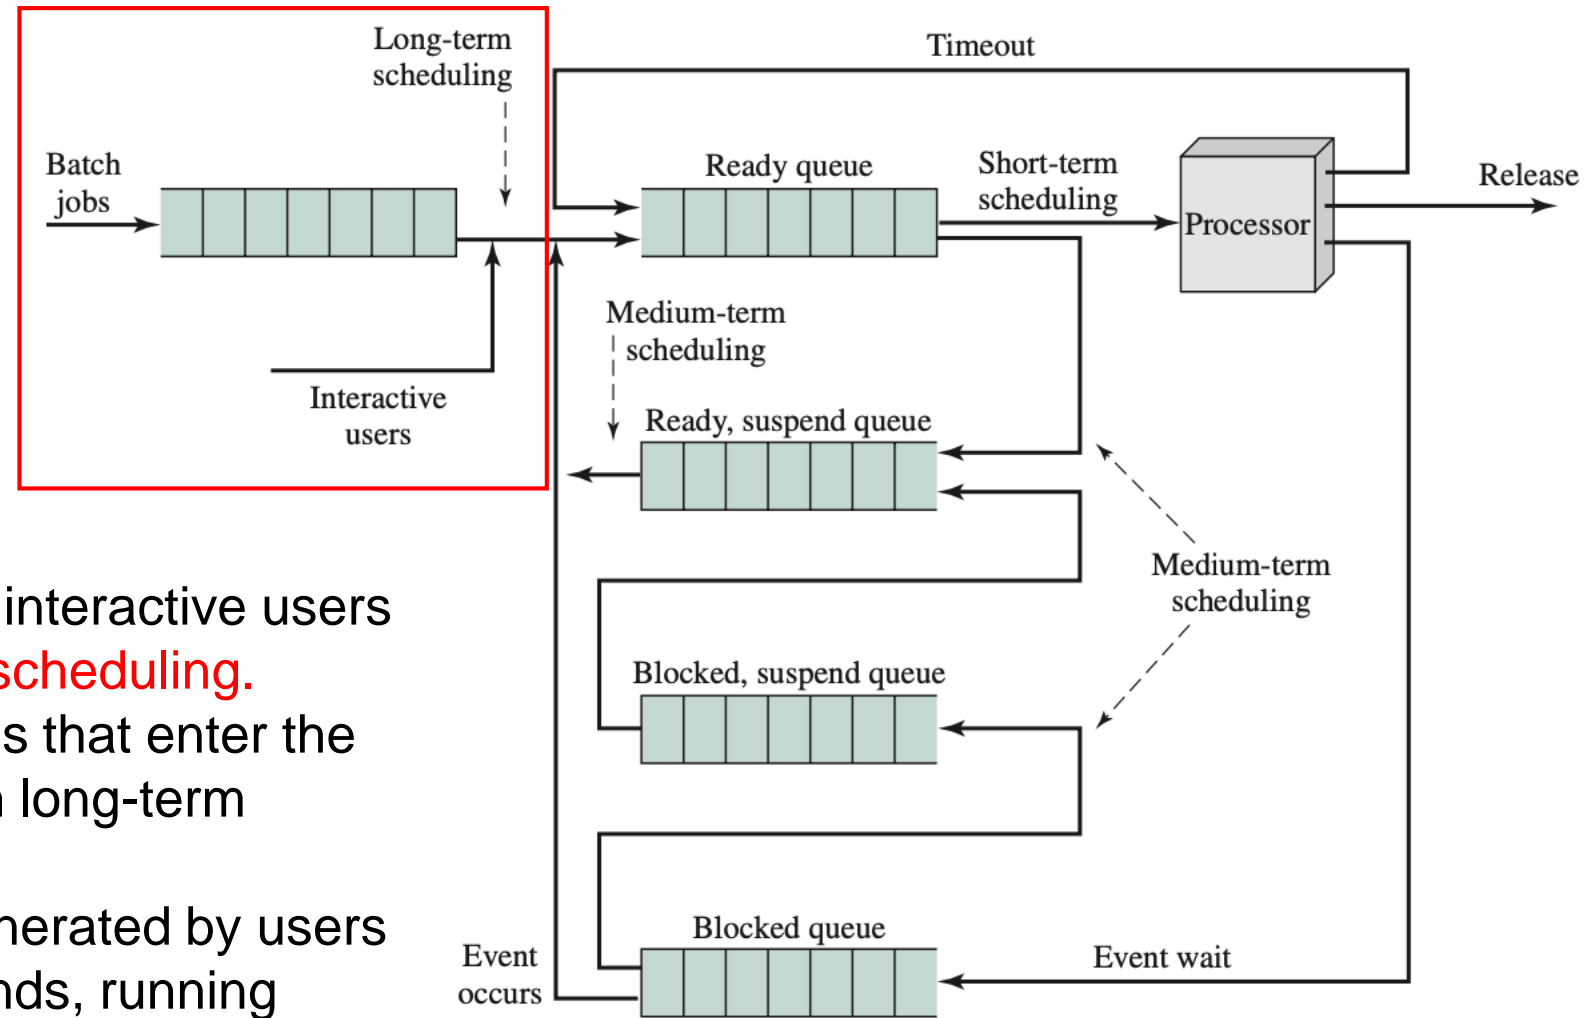 Long-term
scheduling
Timeout
Batch
jobs
Ready queue
Short-term
scheduling
Processor
Release
Interactive
users
Medium-term
scheduling
Ready, suspend queue
Medium-term
scheduling
Blocked, suspend queue
Blocked queue
Event
occurs
Event wait
interactive users
scheduling.
s that enter the
long-term
nerated by users
nds, running